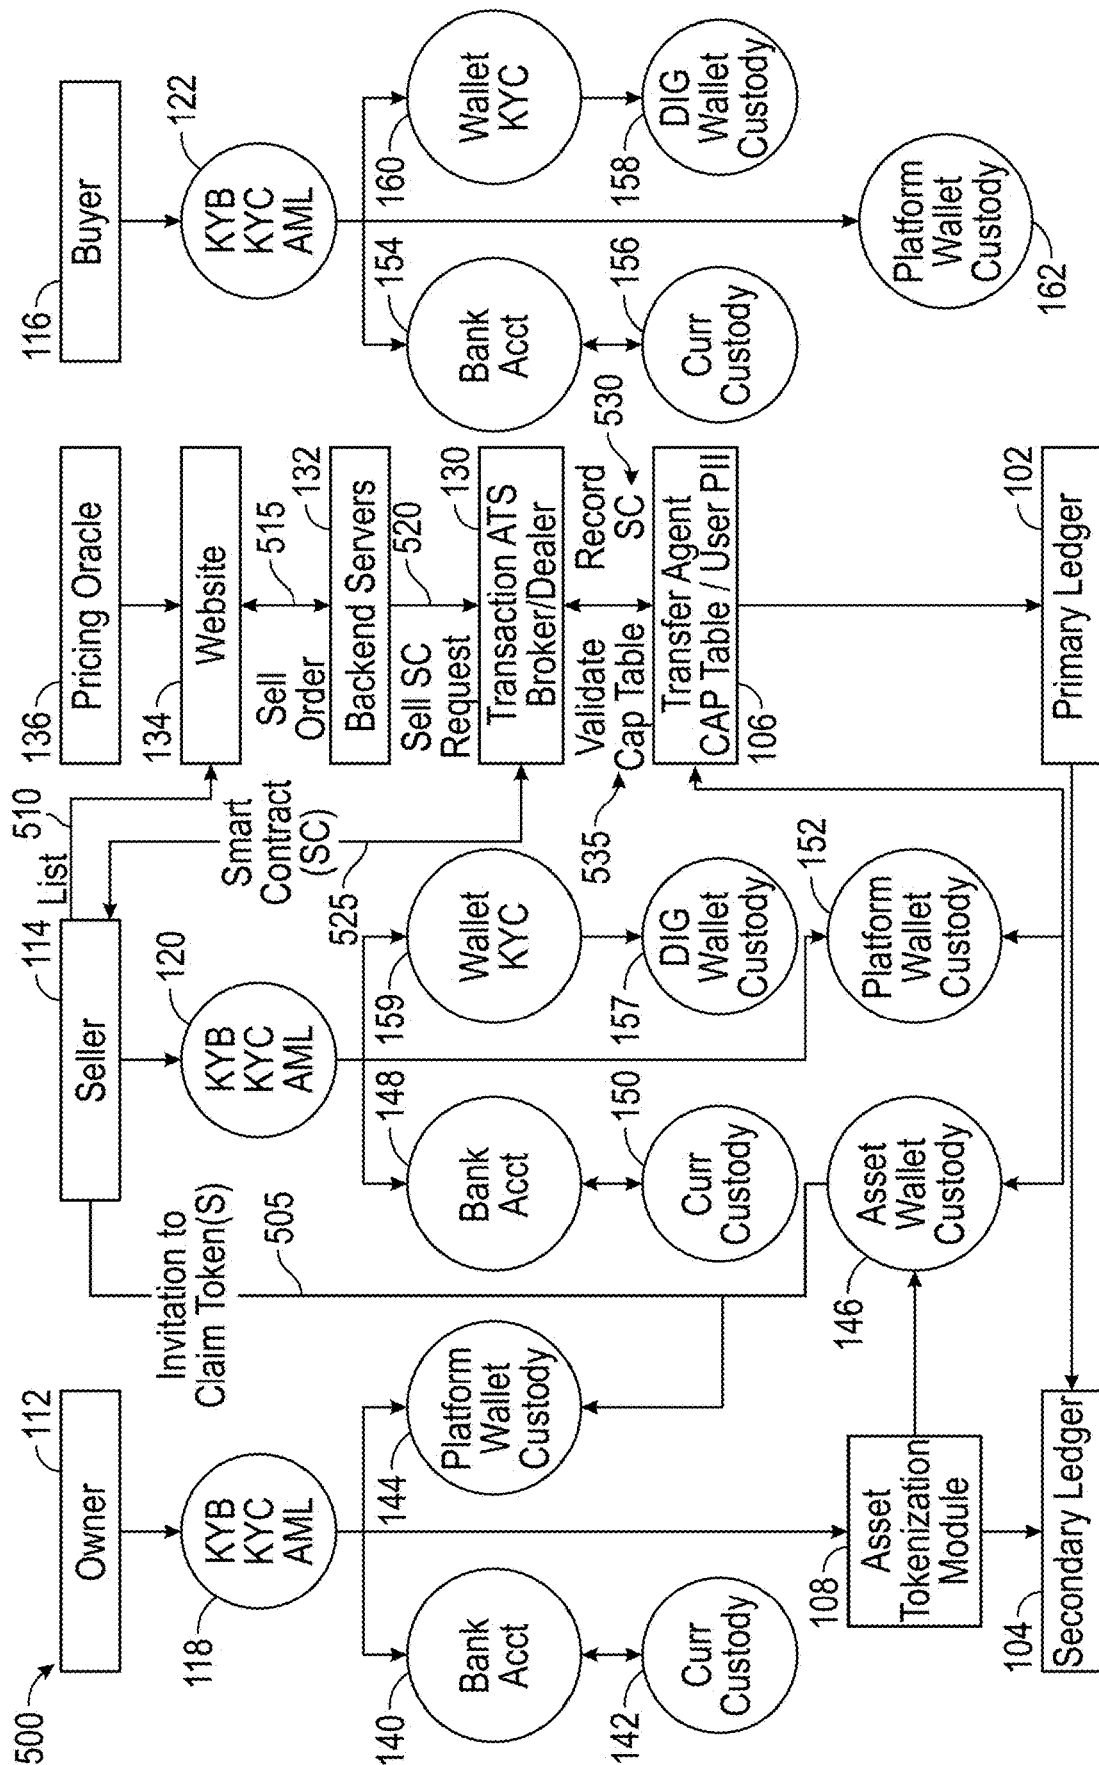 500
Owner
112
KYB
KYC
AML
118
Bank
Acct
140
Curr
Custody
142
Platform
Wallet
Custody
144
Asset
Tokenization
Module
108
Secondary Ledger
104
Invitation to
Claim Token(S)
505
Seller
114
List
510
KYB
KYC
AML
120
Smart
Contract
(SC)
525
Bank
Acct
148
Curr
Custody
150
Wallet
KYC
159
DIG
Wallet
Custody
157
Asset
Wallet
Custody
146
Platform
Wallet
Custody
152
Pricing Oracle
136
Website
134
Sell
Order
515
Backend Servers
132
Sell SC
Request
520
Transaction ATS
Broker/Dealer
130
Validate
Cap Table
535
Record
SC
530
Transfer Agent
CAP Table / User PII
106
Primary Ledger
102
Buyer
116
KYB
KYC
AML
122
Bank
Acct
154
Curr
Custody
156
Wallet
KYC
160
DIG
Wallet
Custody
158
Platform
Wallet
Custody
162